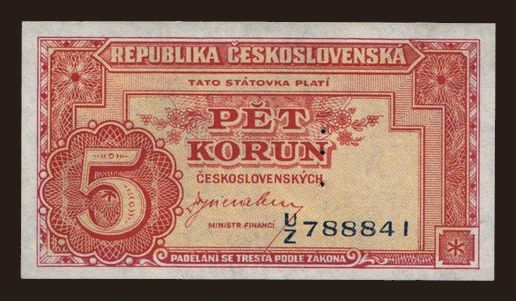 REPUBLIKA ČESKOSLOVENSKÁ
TATO STÁTOVKA PLATÍ
PĚT
KORUN
ČESKOSLOVENSKÝCH
5
MINISTR FINANCÍ
U/Z 788841
PADĚLÁNÍ SE TRESTÁ PODLE ZÁKONA